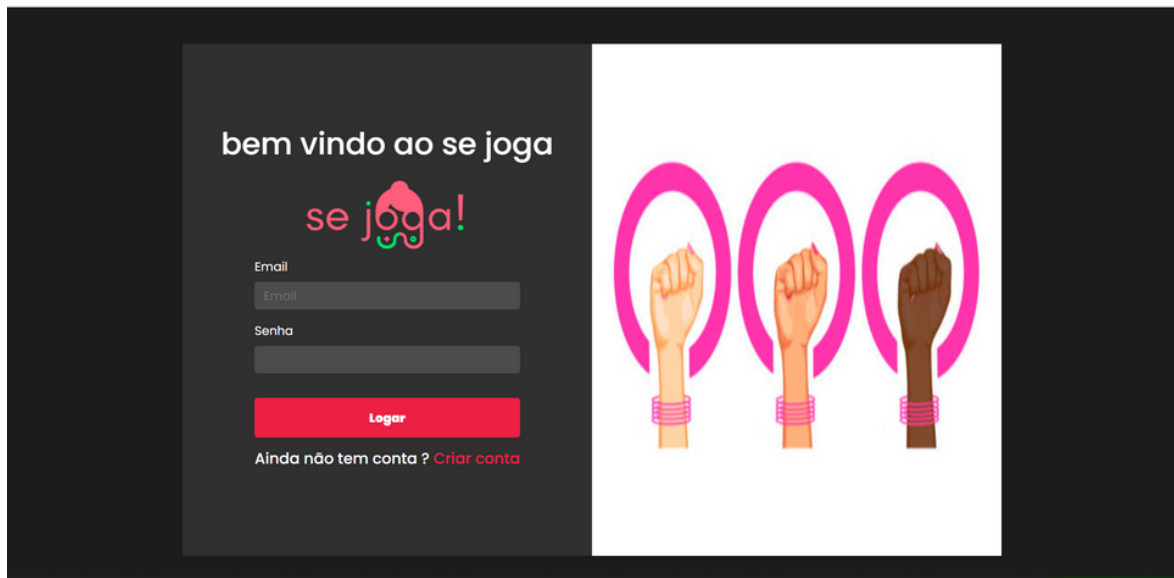 bem vindo ao se joga
se joga!
Email
Email
Senha
Logar
Ainda não tem conta ? Criar conta